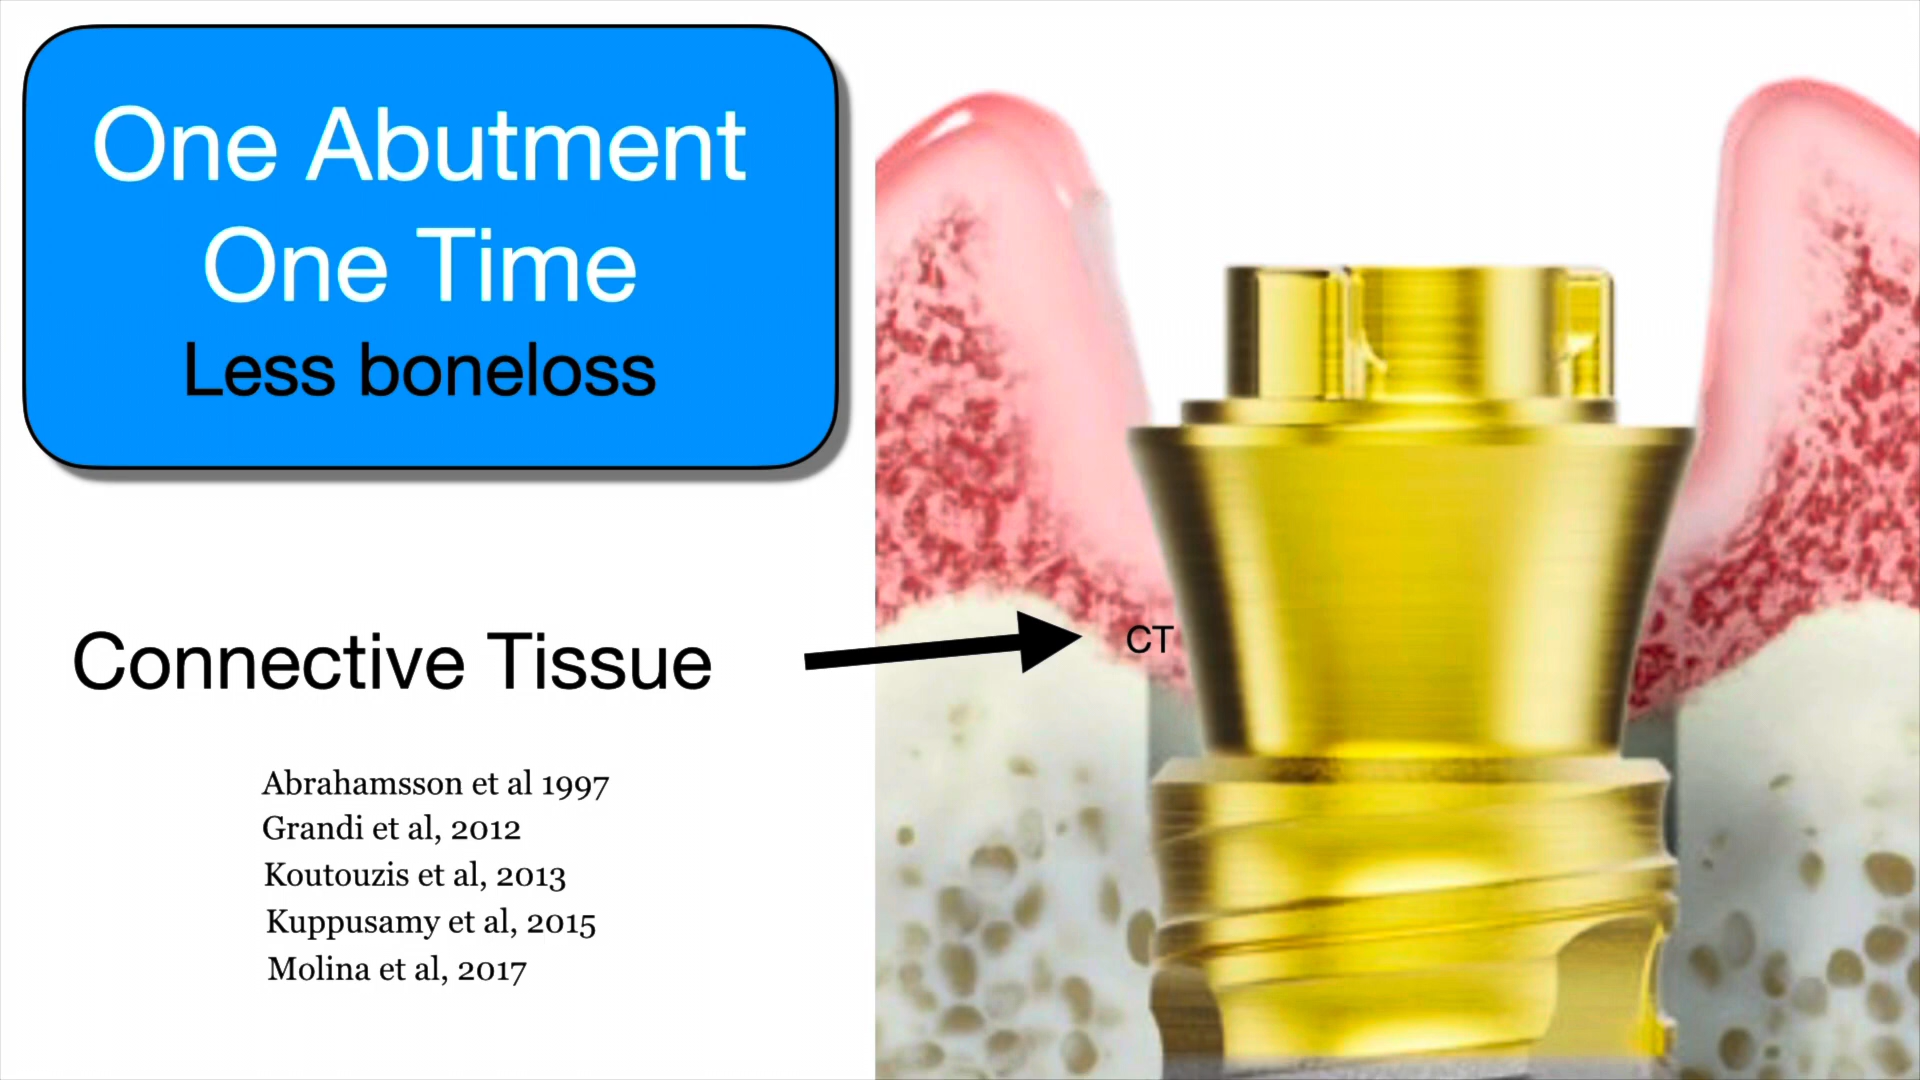 One Abutment
One Time
Less boneloss
Connective Tissue
CT
Abrahamsson et al 1997
Grandi et al, 2012
Koutouzis et al, 2013
Kuppusamy et al, 2015
Molina et al, 2017